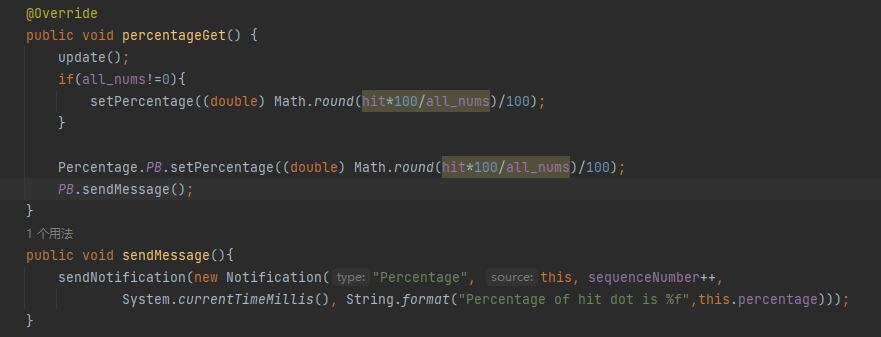 @Override
public void percentageGet() {
update();
if(all_nums!=0){
setPercentage((double) Math.round(hit*100/all_nums)/100);
}
Percentage.PB.setPercentage((double) Math.round(hit*100/all_nums)/100);
PB.sendMessage();
}
1 个用法
public void sendMessage(){
sendNotification(new Notification( type: "Percentage", source: this, sequenceNumber++,
System.currentTimeMillis(), String.format("Percentage of hit dot is %f",this.percentage)));
}